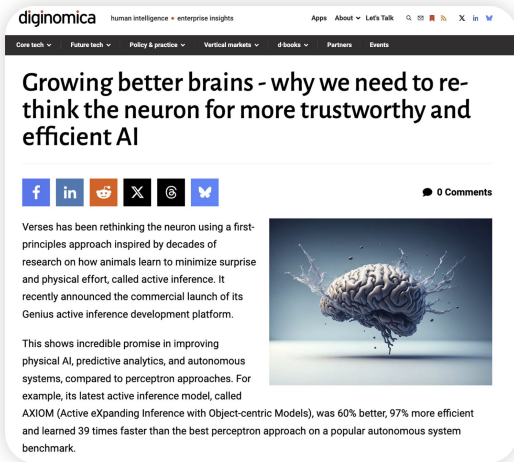 diginomica
human intelligence • enterprise insights
Apps About Let's Talk
Core tech Future tech Policy & practice Vertical markets d·books Partners Events
Growing better brains - why we need to re-
think the neuron for more trustworthy and
efficient AI
0 Comments
Verses has been rethinking the neuron using a first-
principles approach inspired by decades of
research on how animals learn to minimize surprise
and physical effort, called active inference. It
recently announced the commercial launch of its
Genius active inference development platform.
This shows incredible promise in improving
physical AI, predictive analytics, and autonomous
systems, compared to perceptron approaches. For
example, its latest active inference model, called
AXIOM (Active eXpanding Inference with Object-centric Models), was 60% better, 97% more efficient
and learned 39 times faster than the best perceptron approach on a popular autonomous system
benchmark.